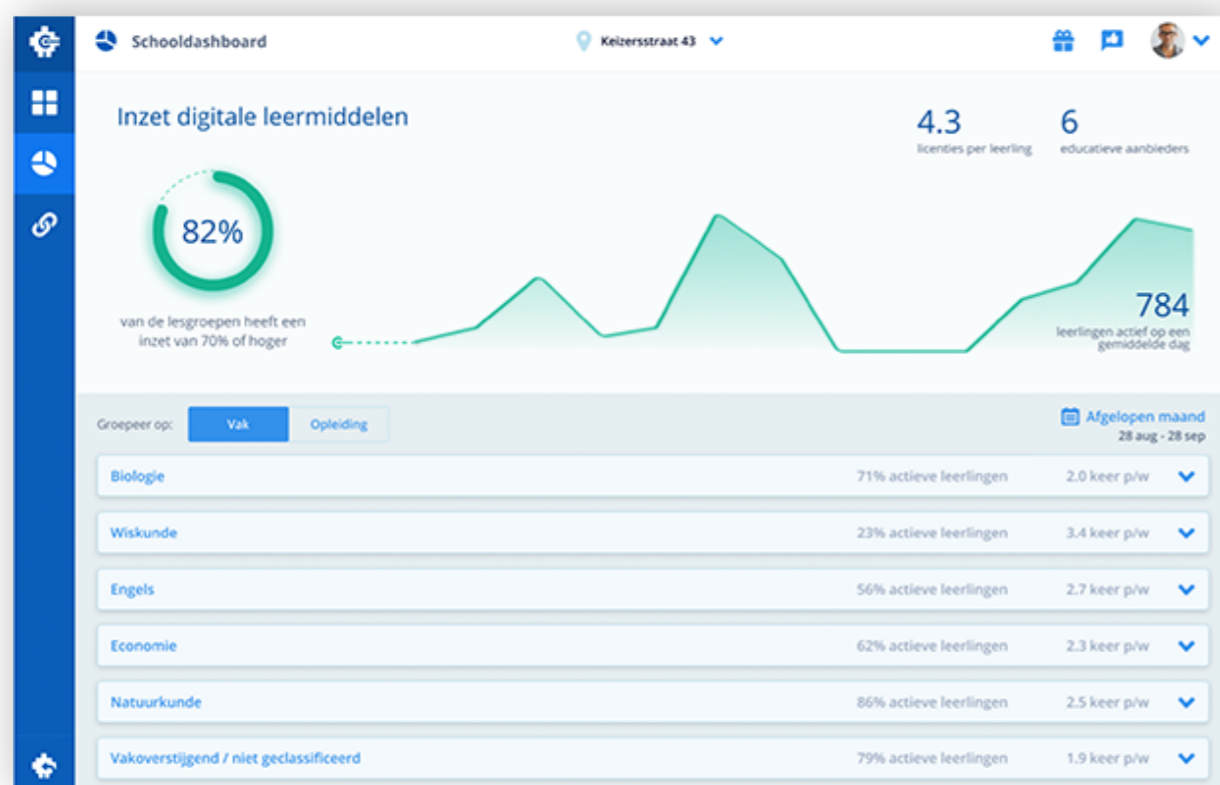 Schooldashboard
Keizersstraat 43
Inzet digitale leermiddelen
4.3
licenties per leerling
6
educatieve aanbieders
82%
van de lesgroepen heeft een
inzet van 70% of hoger
784
leerlingen actief op een
gemiddelde dag
Groepeer op:
Vak
Opleiding
Afgelopen maand
28 aug - 28 sep
Biologie 71% actieve leerlingen 2.0 keer p/w
Wiskunde 23% actieve leerlingen 3.4 keer p/w
Engels 56% actieve leerlingen 2.7 keer p/w
Economie 62% actieve leerlingen 2.3 keer p/w
Natuurkunde 86% actieve leerlingen 2.5 keer p/w
Vakoverstijgend / niet geclassificeerd 79% actieve leerlingen 1.9 keer p/w